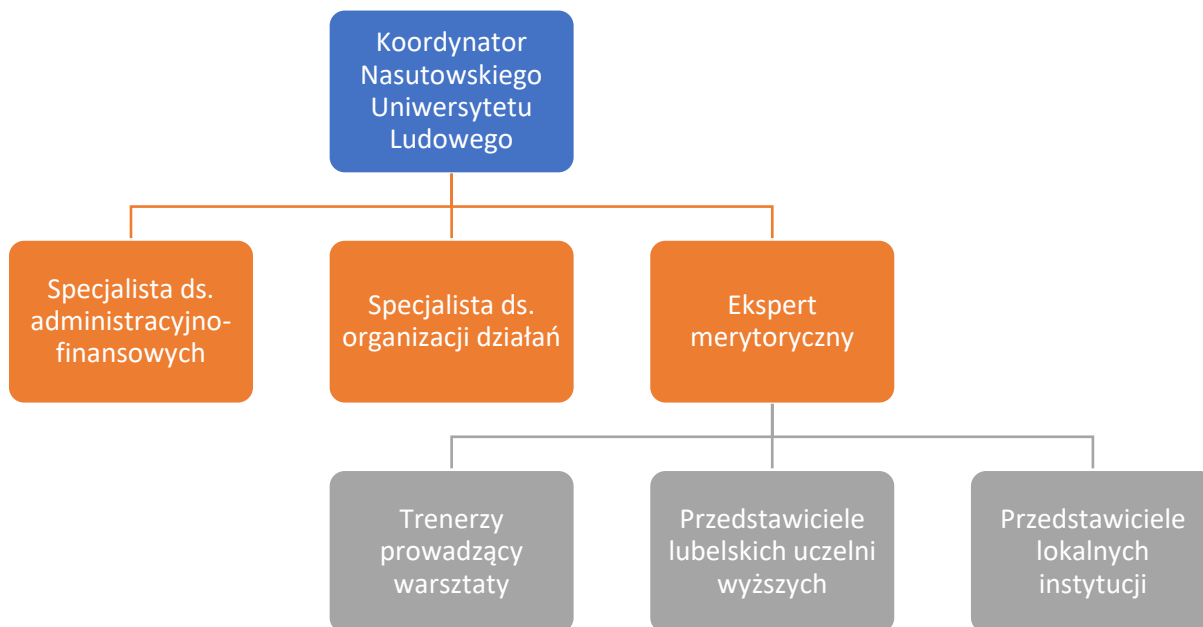 Koordynator
Nasutowskiego
Uniwersytetu
Ludowego
Specjalista ds.
administracyjno-
finansowych
Specjalista ds.
organizacji działań
Ekspert
merytoryczny
Trenerzy
prowadzący
warsztaty
Przedstawiciele
lubelskich uczelni
wyższych
Przedstawiciele
lokalnych
instytucji